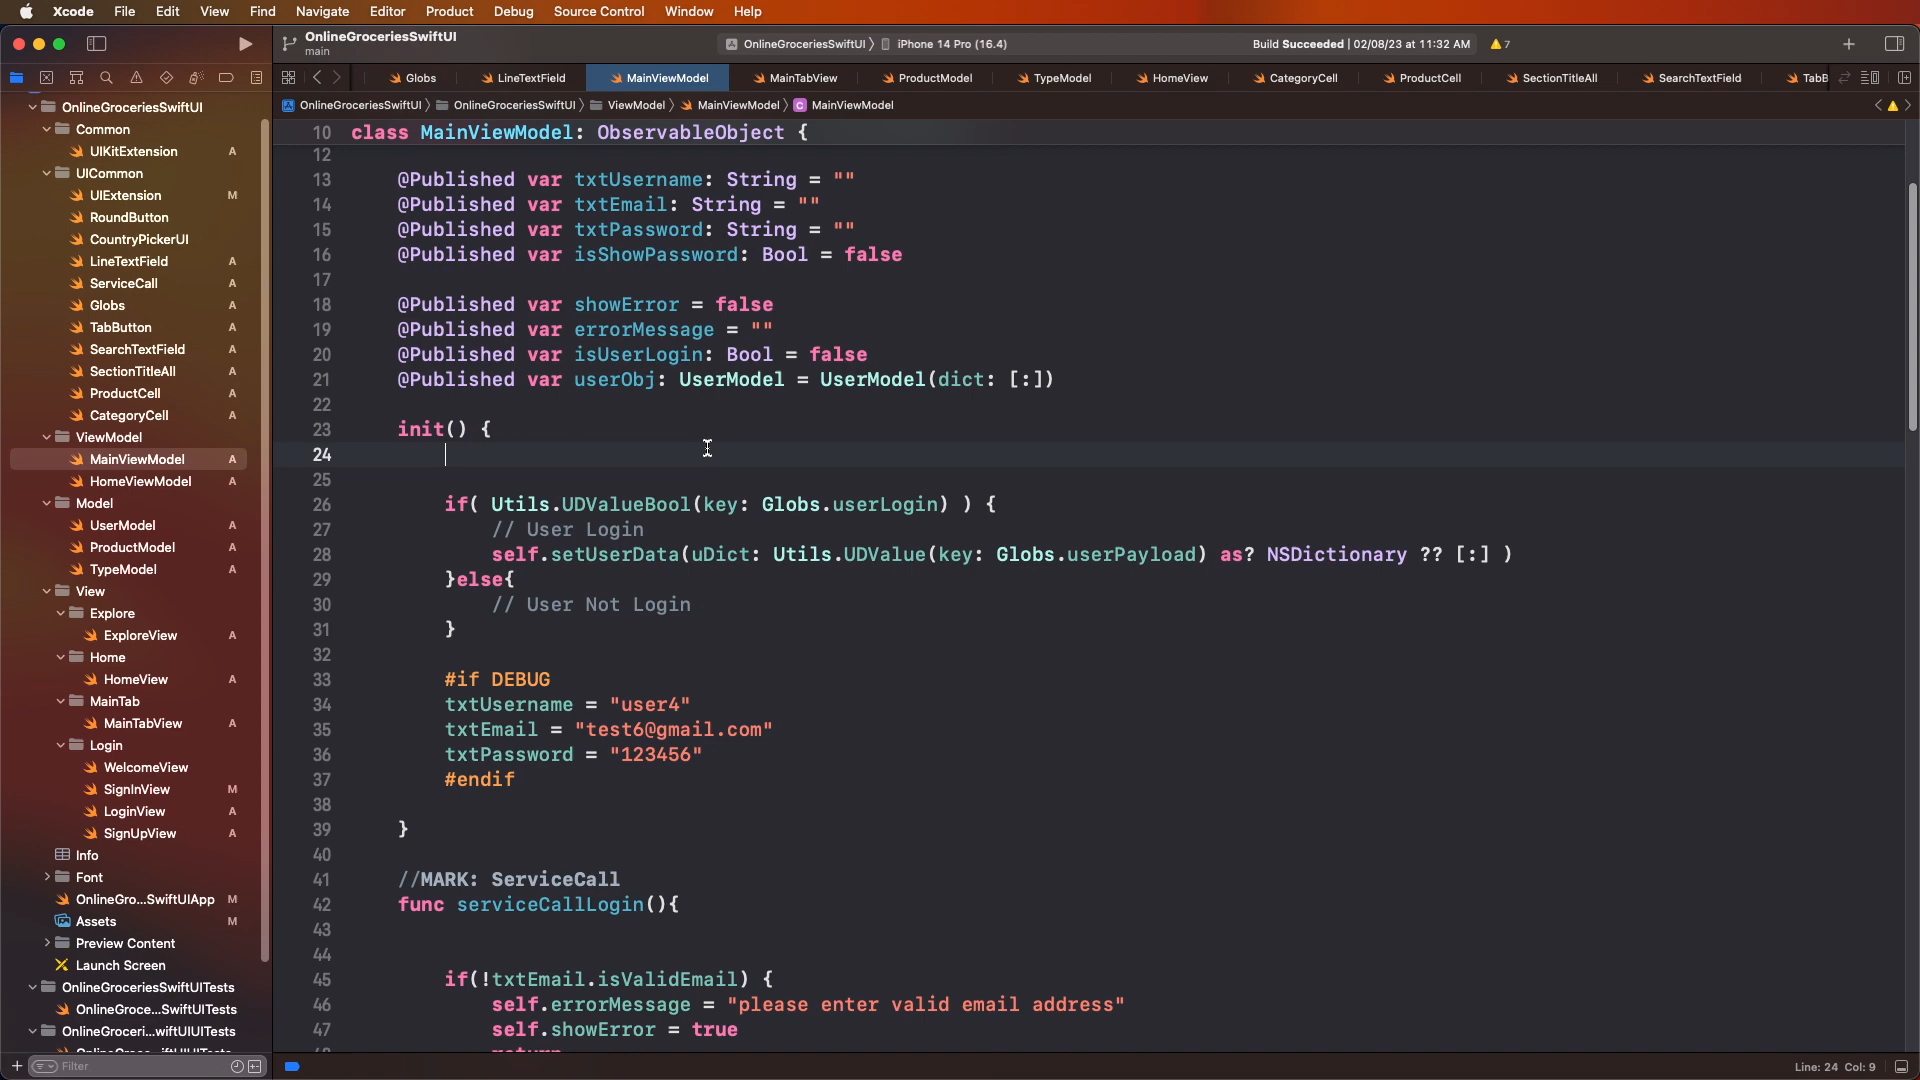 Xcode File Edit View Find Navigate Editor Product Debug Source Control Window Help
OnlineGroceriesSwiftUI
main
OnlineGroceriesSwiftUI iPhone 14 Pro (16.4)
Build Succeeded | 02/08/23 at 11:32 AM 7
Globs LineTextField MainViewModel MainTabView ProductModel TypeModel HomeView CategoryCell ProductCell SectionTitleAll SearchTextField TabB
OnlineGroceriesSwiftUI OnlineGroceriesSwiftUI ViewModel MainViewModel C MainViewModel
OnlineGroceriesSwiftUI
Common
UIKitExtension A
UICommon
UIExtension M
RoundButton
CountryPickerUI
LineTextField A
ServiceCall A
Globs A
TabButton A
SearchTextField A
SectionTitleAll A
ProductCell A
CategoryCell A
ViewModel
MainViewModel A
HomeViewModel A
Model
UserModel A
ProductModel A
TypeModel A
View
Explore
ExploreView A
Home
HomeView A
MainTab
MainTabView A
Login
WelcomeView
SignInView M
LoginView A
SignUpView A
Info
Font
OnlineGro...SwiftUIApp M
Assets M
Preview Content
Launch Screen
OnlineGroceriesSwiftUITests
OnlineGroce...SwiftUITests
OnlineGroceri...wiftUIUITests
Filter
10 class MainViewModel: ObservableObject {
12
13 @Published var txtUsername: String = ""
14 @Published var txtEmail: String = ""
15 @Published var txtPassword: String = ""
16 @Published var isShowPassword: Bool = false
17
18 @Published var showError = false
19 @Published var errorMessage = ""
20 @Published var isUserLogin: Bool = false
21 @Published var userObj: UserModel = UserModel(dict: [:])
22
23 init() {
24
25
26 if( Utils.UDValueBool(key: Globs.userLogin) ) {
27 // User Login
28 self.setUserData(uDict: Utils.UDValue(key: Globs.userPayload) as? NSDictionary ?? [:] )
29 }else{
30 // User Not Login
31 }
32
33 #if DEBUG
34 txtUsername = "user4"
35 txtEmail = "test6@gmail.com"
36 txtPassword = "123456"
37 #endif
38
39 }
40
41 //MARK: ServiceCall
42 func serviceCallLogin(){
43
44
45 if(!txtEmail.isValidEmail) {
46 self.errorMessage = "please enter valid email address"
47 self.showError = true
Line: 24 Col: 9